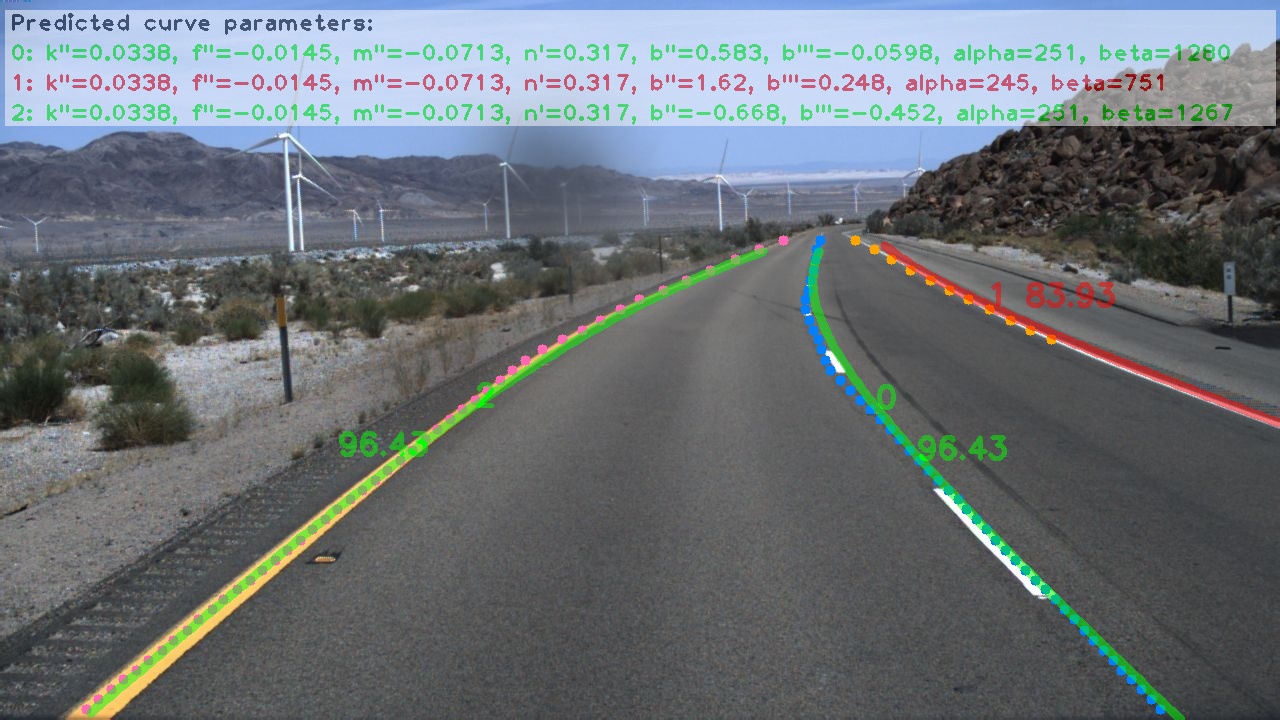 Predicted curve parameters:
0: k''=0.0338, f''=-0.0145, m''=-0.0713, n'=0.317, b''=0.583, b'''=-0.0598, alpha=251, beta=1280
1: k''=0.0338, f''=-0.0145, m''=-0.0713, n'=0.317, b''=1.62, b'''=0.248, alpha=245, beta=751
2: k''=0.0338, f''=-0.0145, m''=-0.0713, n'=0.317, b''=-0.668, b'''=-0.452, alpha=251, beta=1267
1 83.93
2
0
96.43
96.43